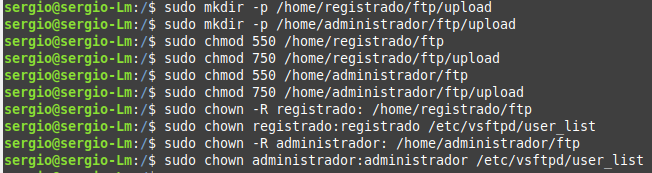 sergio@sergio-Lm:/$ sudo mkdir -p /home/registrado/ftp/upload
sergio@sergio-Lm:/$ sudo mkdir -p /home/administrador/ftp/upload
sergio@sergio-Lm:/$ sudo chmod 550 /home/registrado/ftp
sergio@sergio-Lm:/$ sudo chmod 750 /home/registrado/ftp/upload
sergio@sergio-Lm:/$ sudo chmod 550 /home/administrador/ftp
sergio@sergio-Lm:/$ sudo chmod 750 /home/administrador/ftp/upload
sergio@sergio-Lm:/$ sudo chown -R registrado: /home/registrado/ftp
sergio@sergio-Lm:/$ sudo chown registrado:registrado /etc/vsftpd/user_list
sergio@sergio-Lm:/$ sudo chown -R administrador: /home/administrador/ftp
sergio@sergio-Lm:/$ sudo chown administrador:administrador /etc/vsftpd/user_list